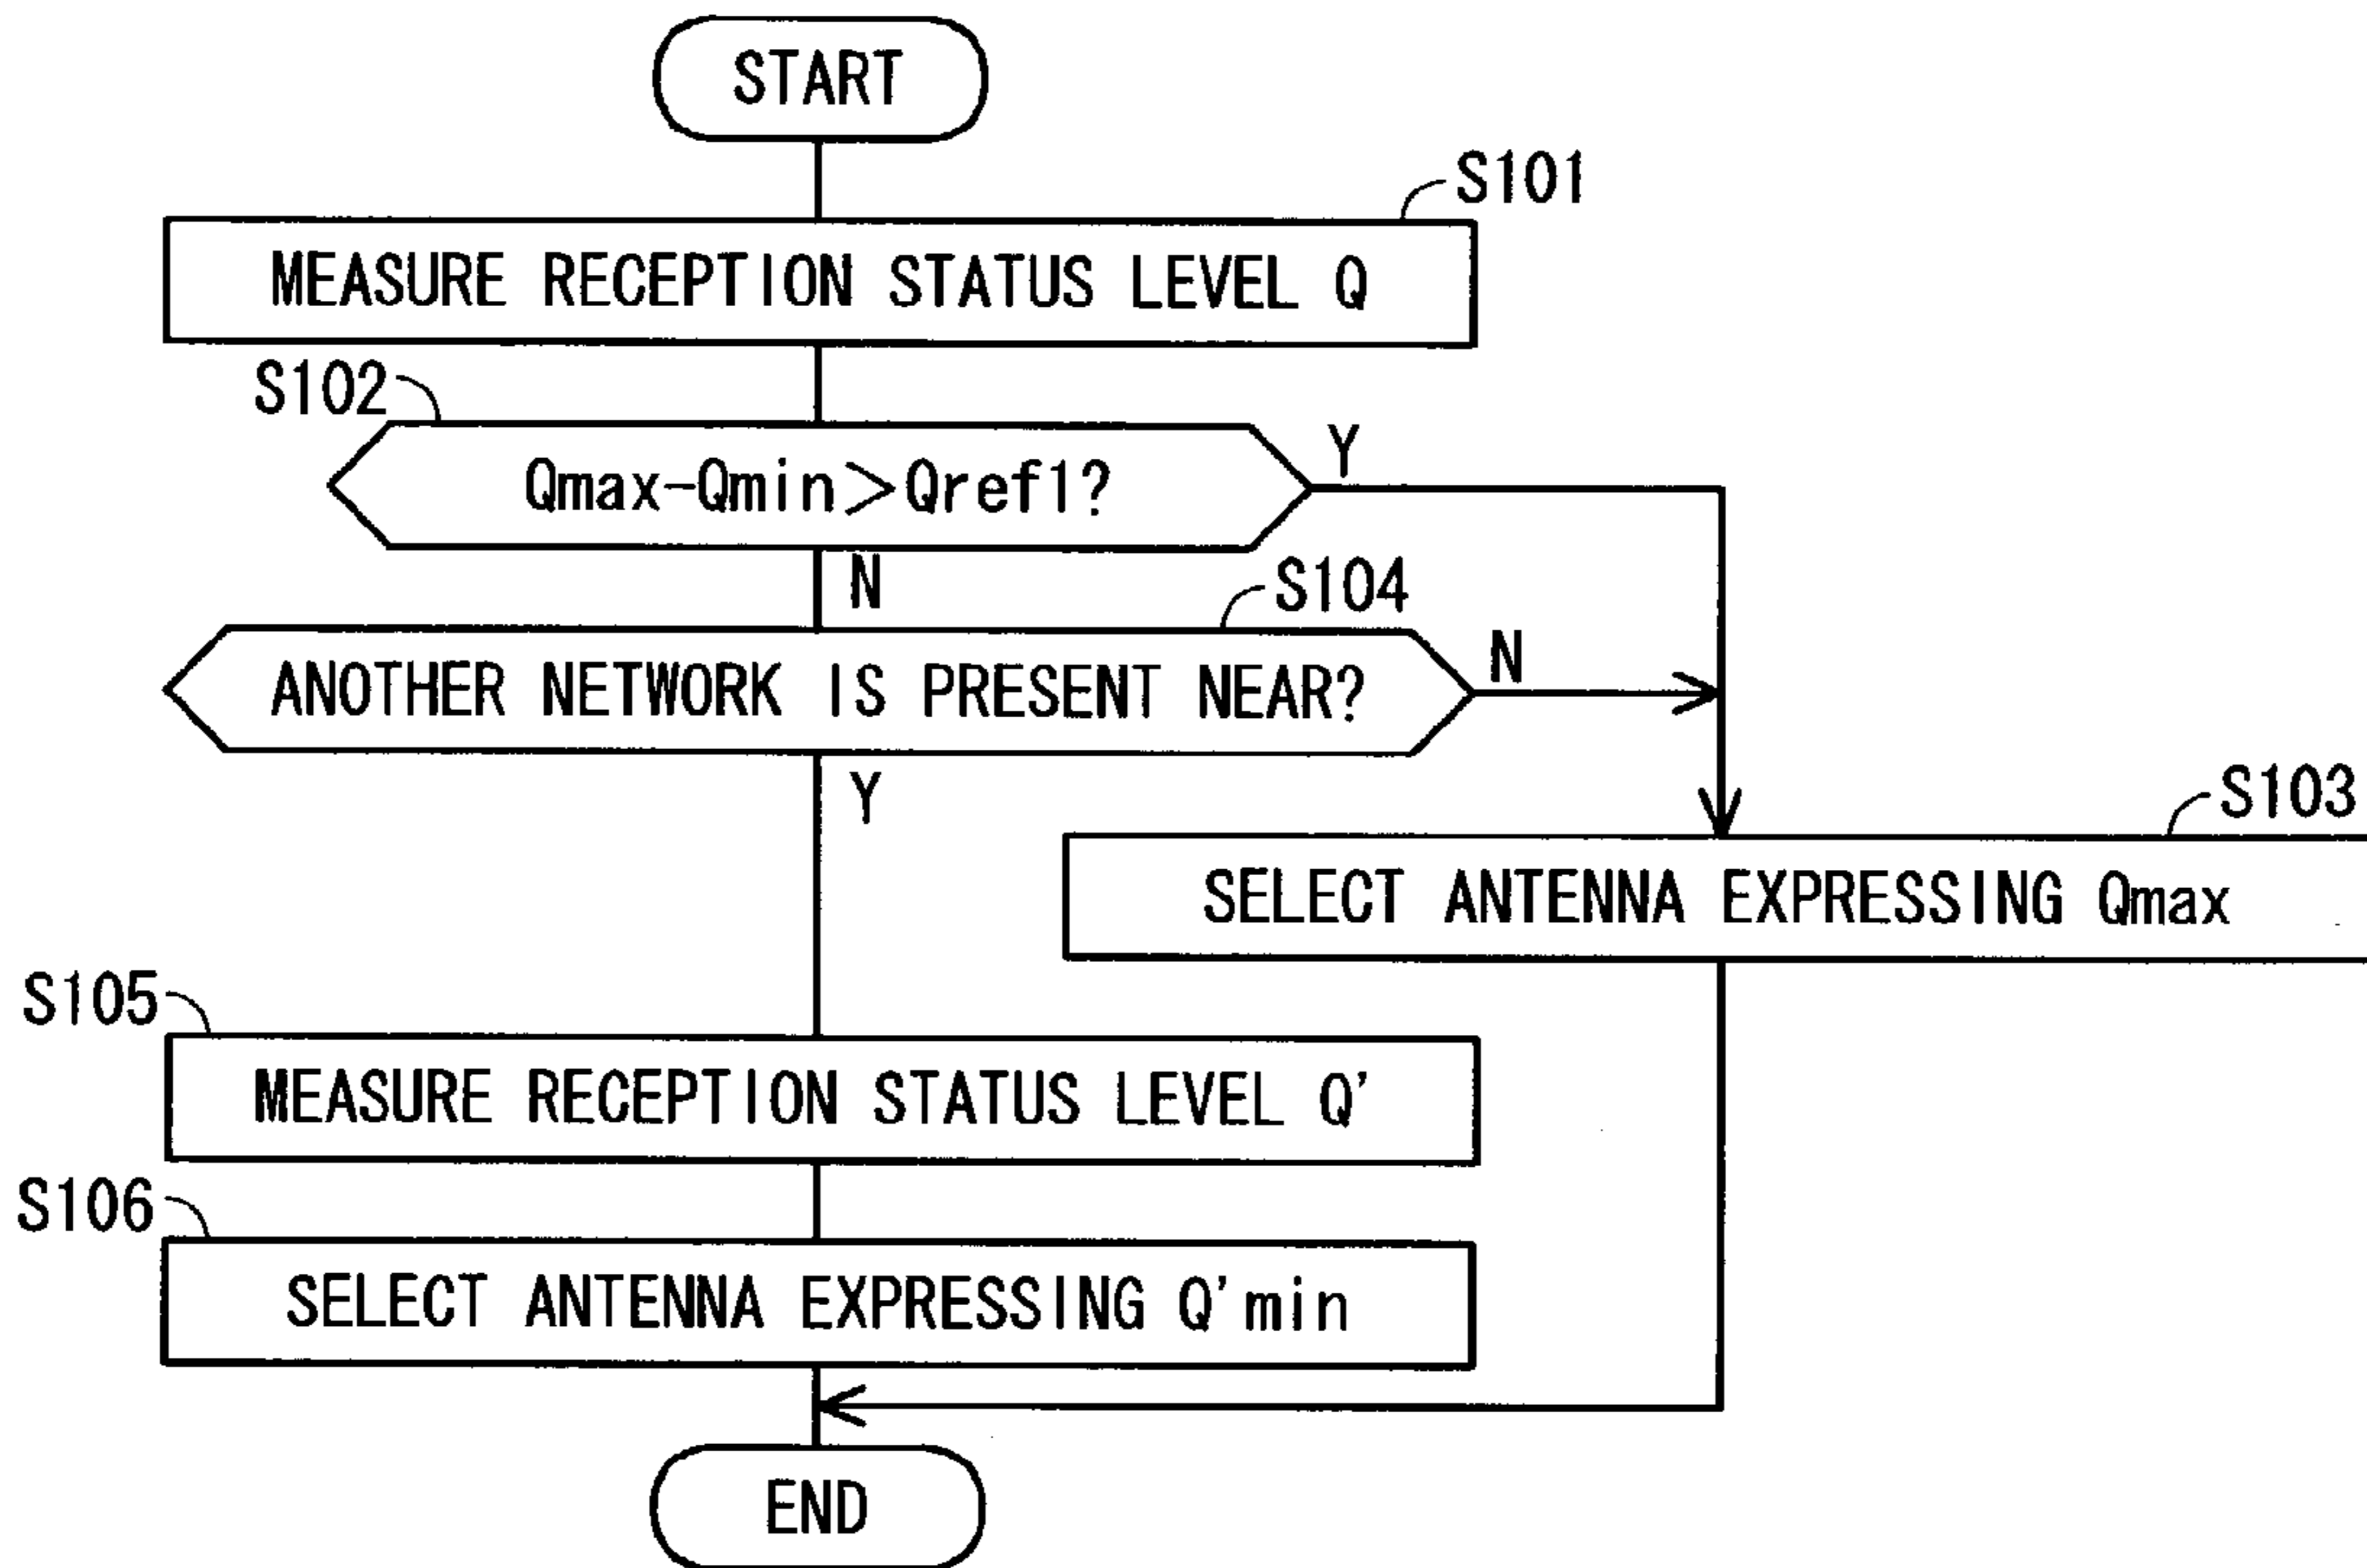 START
S101
MEASURE RECEPTION STATUS LEVEL Q
S102
Qmax-Qmin>Qref1?
Y
N
S104
ANOTHER NETWORK IS PRESENT NEAR?
N
Y
S103
SELECT ANTENNA EXPRESSING Qmax
S105
MEASURE RECEPTION STATUS LEVEL Q'
S106
SELECT ANTENNA EXPRESSING Q'min
END